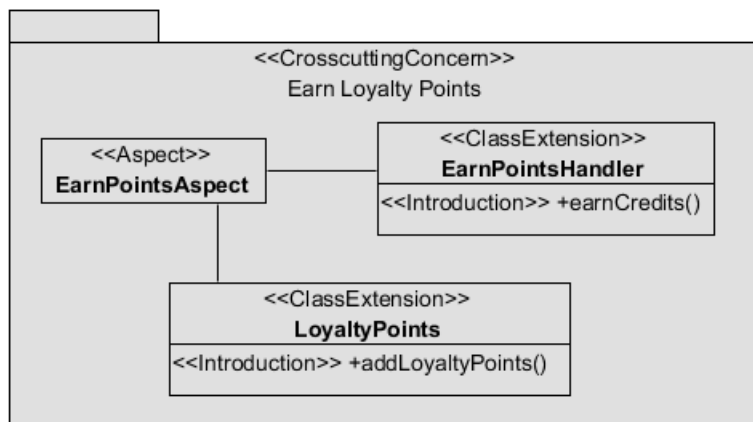 <<CrosscuttingConcern>>
Earn Loyalty Points
<<Aspect>>
EarnPointsAspect
<<ClassExtension>>
EarnPointsHandler
<<Introduction>> +earnCredits()
<<ClassExtension>>
LoyaltyPoints
<<Introduction>> +addLoyaltyPoints()